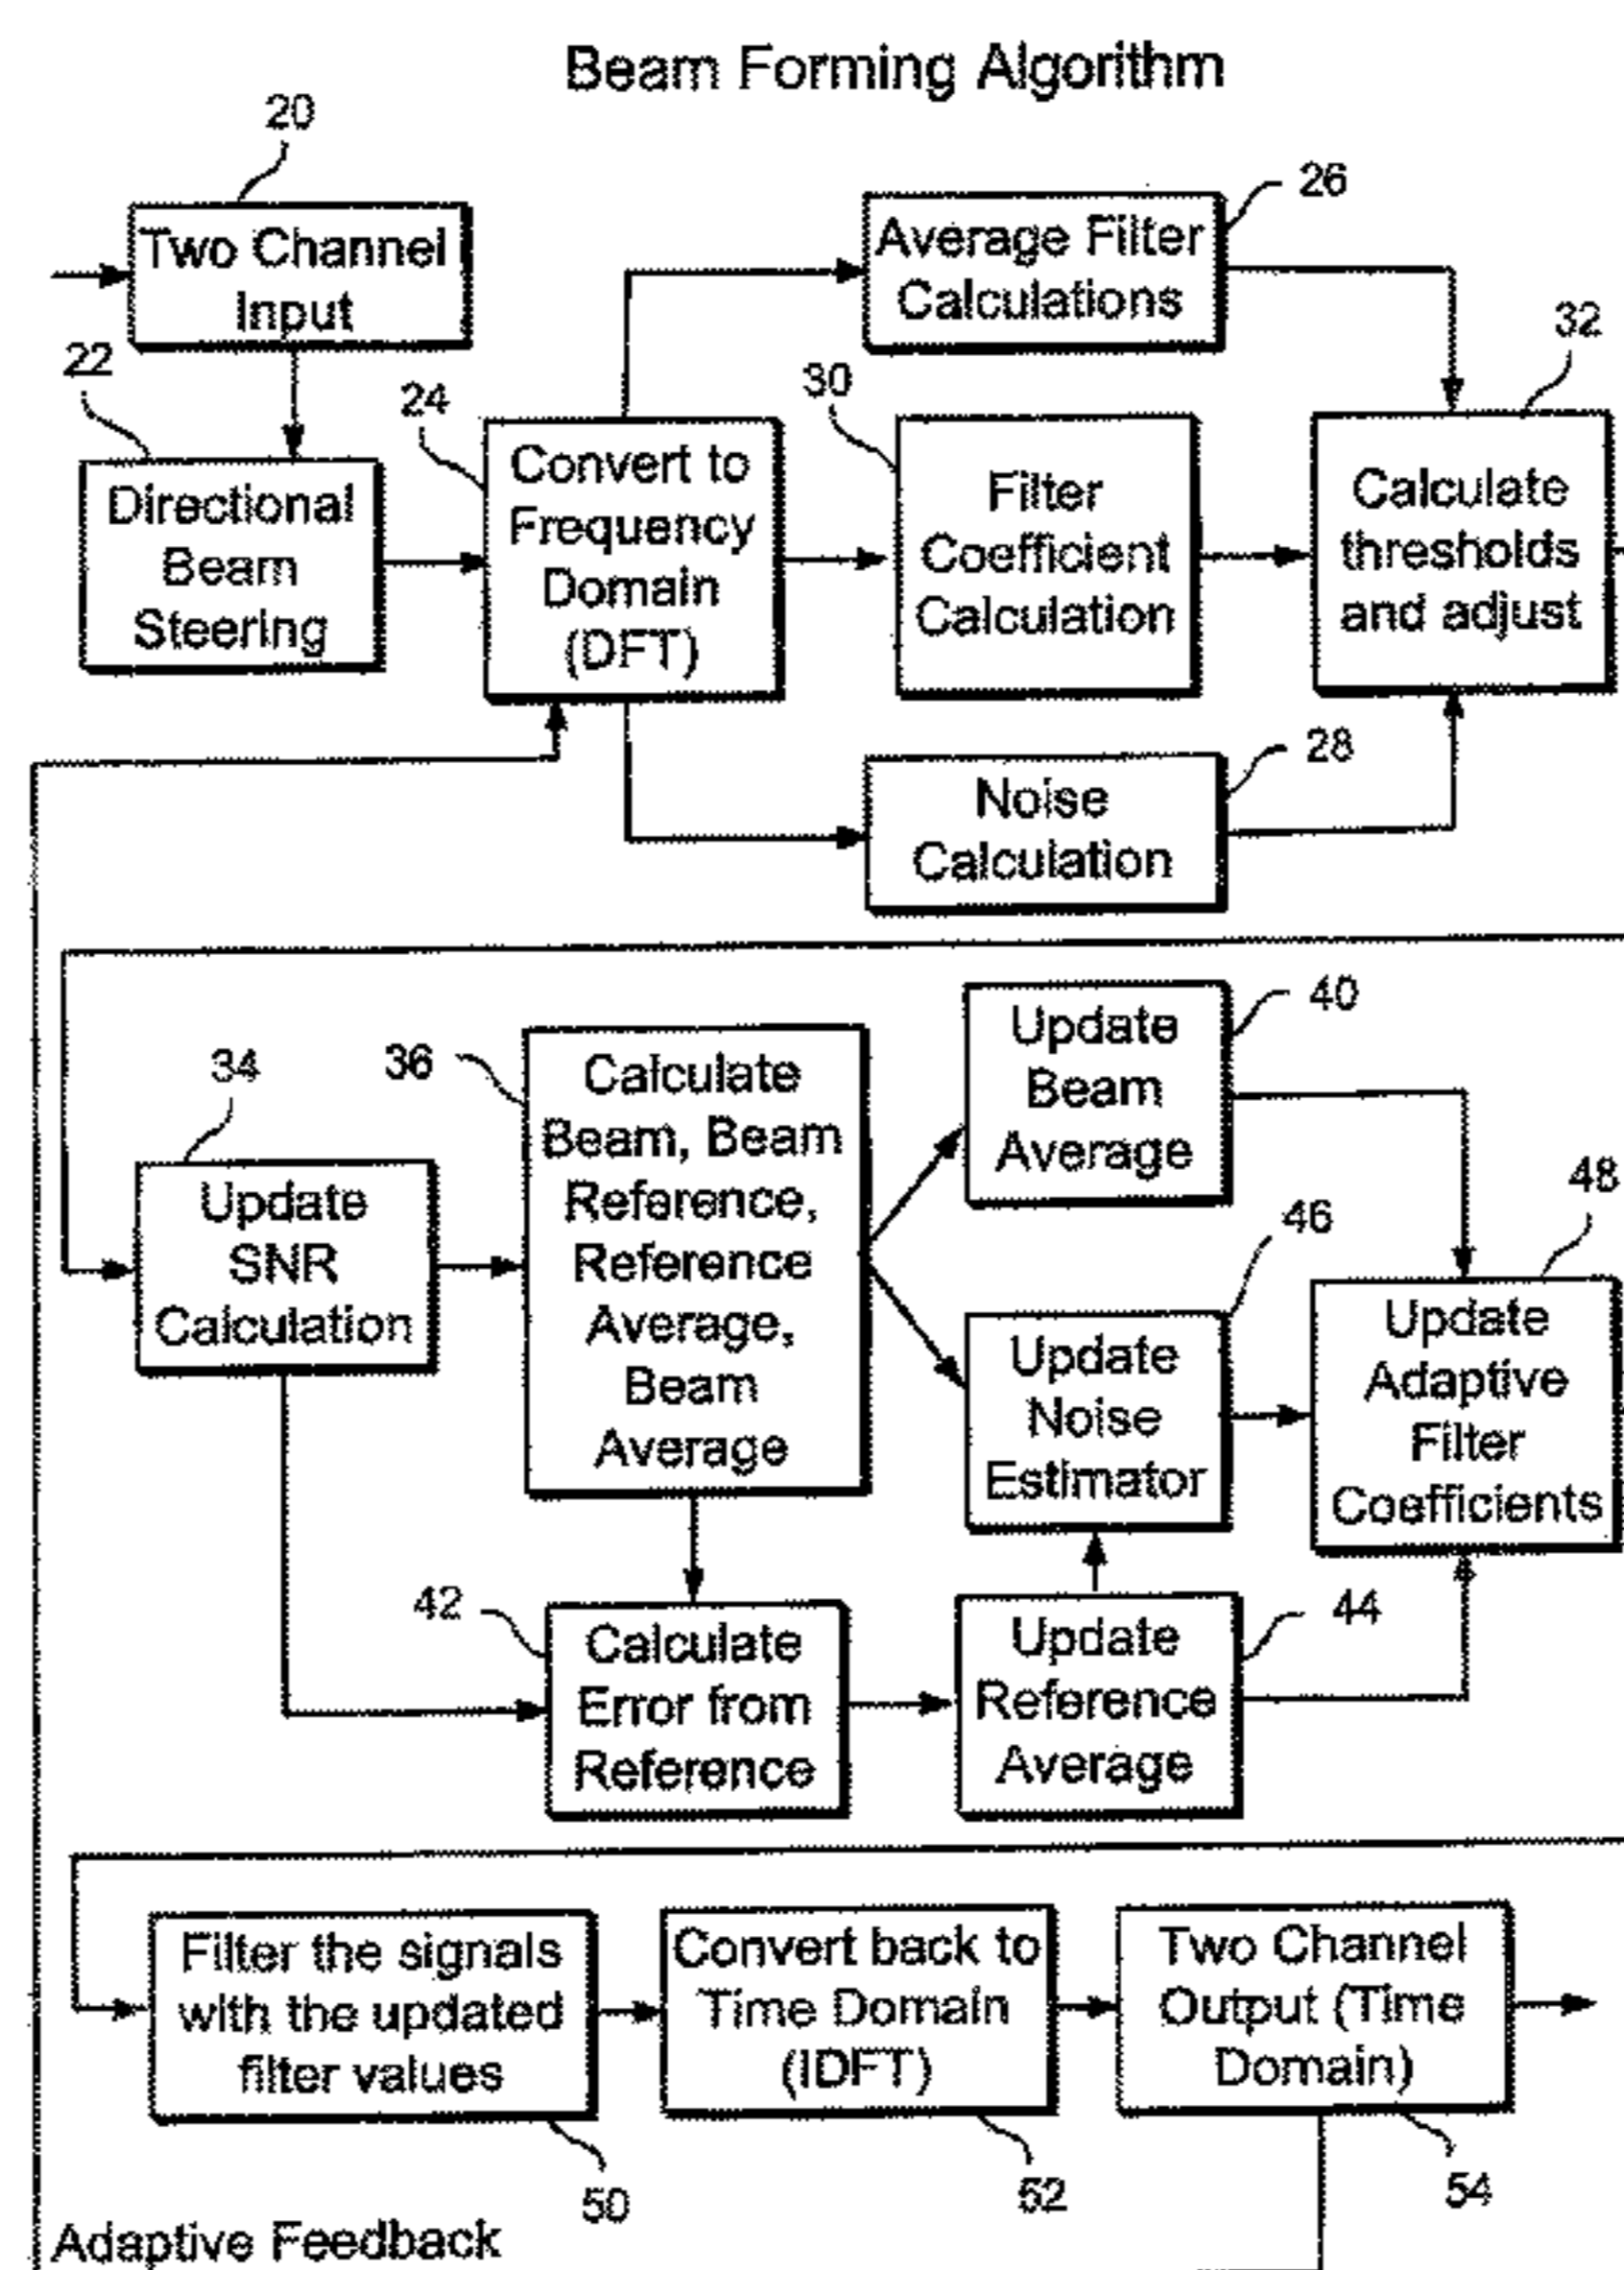 Beam Forming Algorithm
20
Two Channel
Input
22
Directional
Beam
Steering
24
Convert to
Frequency
Domain
(DFT)
26
Average Filter
Calculations
30
Filter
Coefficient
Calculation
32
Calculate
thresholds
and adjust
28
Noise
Calculation
34
Update
SNR
Calculation
36
Calculate
Beam, Beam
Reference,
Reference
Average,
Beam
Average
40
Update
Beam
Average
46
Update
Noise
Estimator
48
Update
Adaptive
Filter
Coefficients
42
Calculate
Error from
Reference
44
Update
Reference
Average
Filter the signals
with the updated
filter values
50
Convert back to
Time Domain
(IDFT)
52
Two Channel
Output (Time
Domain)
54
Adaptive Feedback